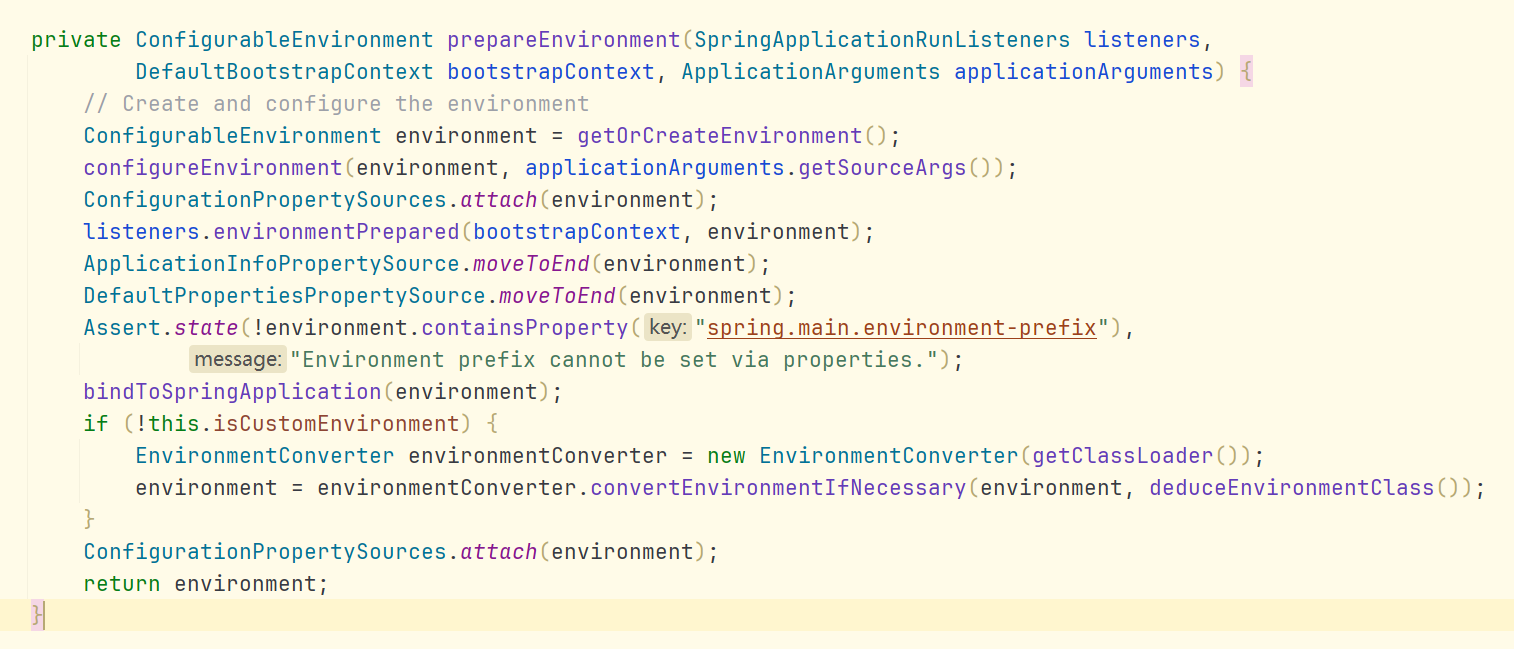 private ConfigurableEnvironment prepareEnvironment(SpringApplicationRunListeners listeners,
        DefaultBootstrapContext bootstrapContext, ApplicationArguments applicationArguments) {
    // Create and configure the environment
    ConfigurableEnvironment environment = getOrCreateEnvironment();
    configureEnvironment(environment, applicationArguments.getSourceArgs());
    ConfigurationPropertySources.attach(environment);
    listeners.environmentPrepared(bootstrapContext, environment);
    ApplicationInfoPropertySource.moveToEnd(environment);
    DefaultPropertiesPropertySource.moveToEnd(environment);
    Assert.state(!environment.containsProperty( key: "spring.main.environment-prefix"),
            message: "Environment prefix cannot be set via properties.");
    bindToSpringApplication(environment);
    if (!this.isCustomEnvironment) {
        EnvironmentConverter environmentConverter = new EnvironmentConverter(getClassLoader());
        environment = environmentConverter.convertEnvironmentIfNecessary(environment, deduceEnvironmentClass());
    }
    ConfigurationPropertySources.attach(environment);
    return environment;
}